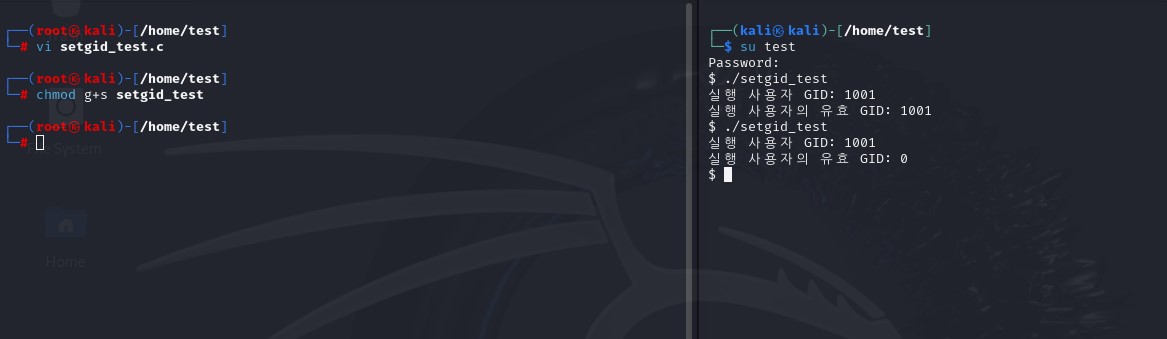 ┌──(root㉿kali)-[/home/test]
└─# vi setgid_test.c
┌──(root㉿kali)-[/home/test]
└─# chmod g+s setgid_test
┌──(root㉿kali)-[/home/test]
└─#
File System
Home
┌──(kali㉿kali)-[/home/test]
└─$ su test
Password:
$ ./setgid_test
실행 사용자 GID: 1001
실행 사용자의 유효 GID: 1001
$ ./setgid_test
실행 사용자 GID: 1001
실행 사용자의 유효 GID: 0
$